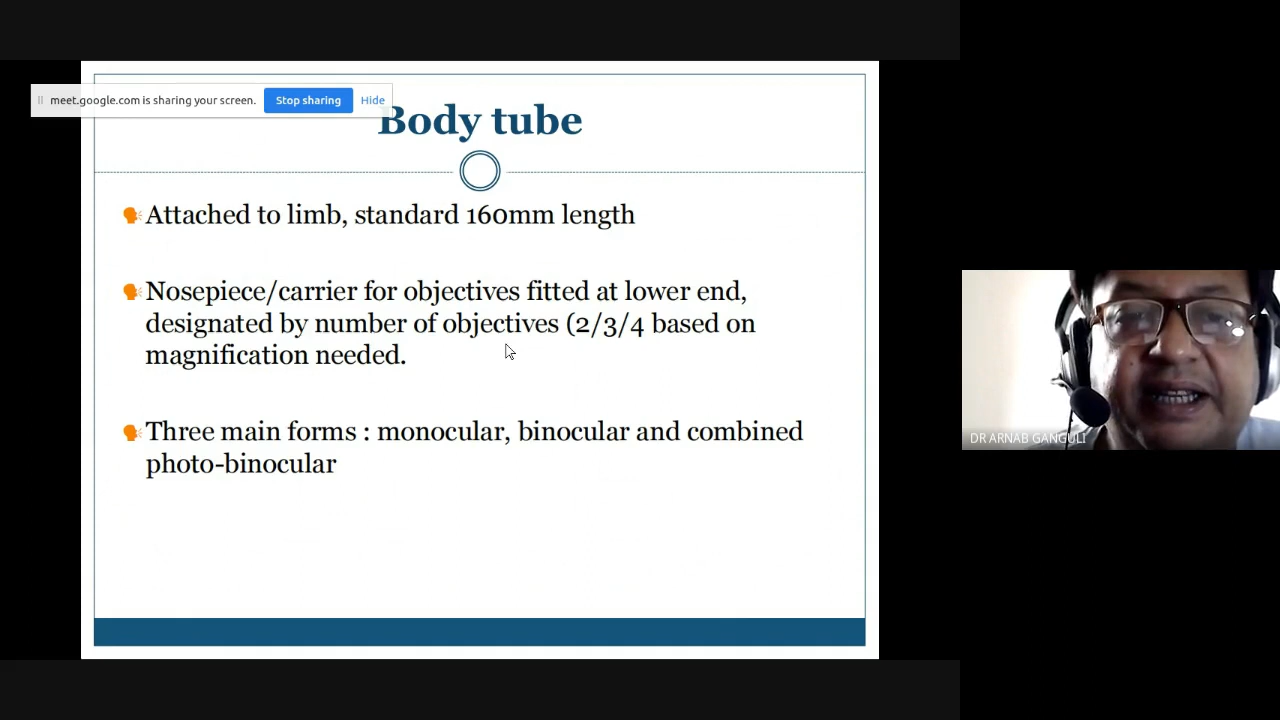 meet.google.com is sharing your screen. Stop sharing Hide
Body tube
Attached to limb, standard 160mm length
Nosepiece/carrier for objectives fitted at lower end,
designated by number of objectives (2/3/4 based on
magnification needed.
Three main forms : monocular, binocular and combined
photo-binocular
DR ARNAB GANGULI